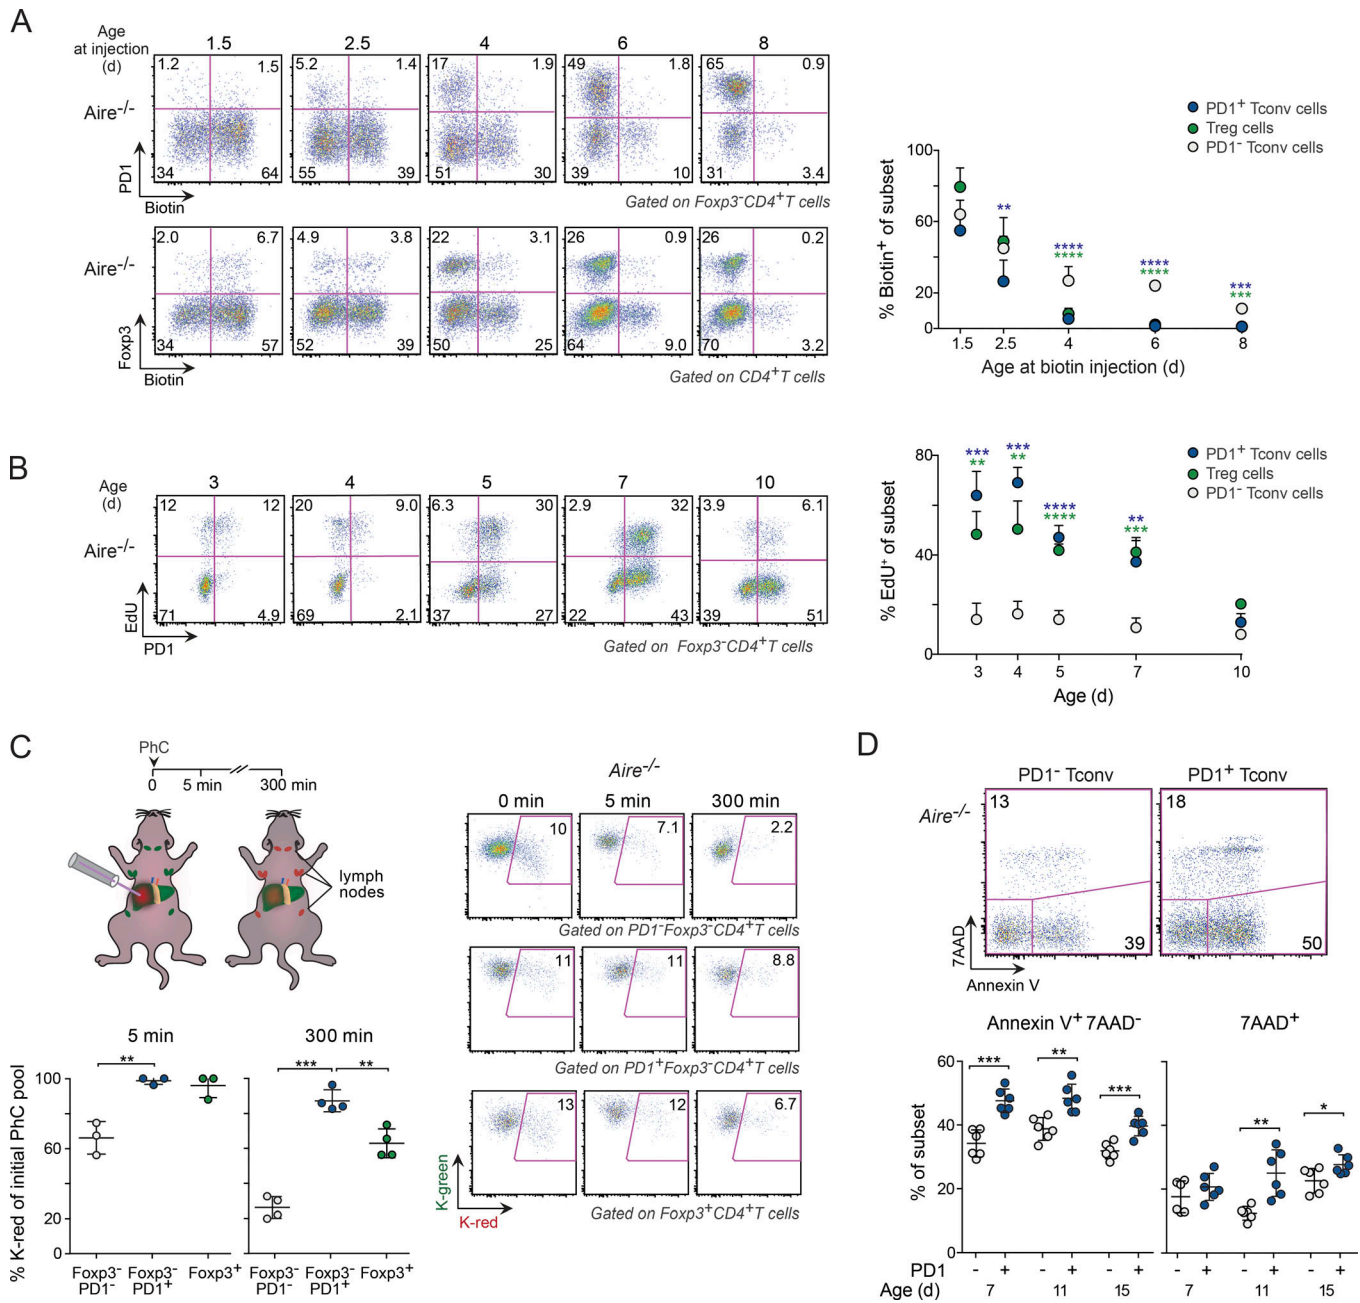 A
Age
at injection
(d)
1.5 2.5 4 6 8
Aire-/-
1.2 1.5 5.2 1.4 17 1.9 49 1.8 65 0.9
34 64 55 39 51 30 39 10 31 3.4
PD1
Biotin
Gated on Foxp3-CD4+T cells
Aire-/-
2.0 6.7 4.9 3.8 22 3.1 26 0.9 26 0.2
34 57 52 39 50 25 64 9.0 70 3.2
Foxp3
Biotin
Gated on CD4+T cells
PD1+ Tconv cells
Treg cells
PD1- Tconv cells
% Biotin+ of subset
100
60
20
0
**
****
****
****
****
***
***
1.5 2.5 4 6 8
Age at biotin injection (d)
B
Age
(d)
3 4 5 7 10
Aire-/-
12 12 20 9.0 6.3 30 2.9 32 3.9 6.1
71 4.9 69 2.1 37 27 22 43 39 51
EdU
PD1
Gated on Foxp3-CD4+T cells
PD1+ Tconv cells
Treg cells
PD1- Tconv cells
% EdU+ of subset
80
40
0
***
**
***
**
****
****
**
***
3 4 5 7 10
Age (d)
C
PhC
0 5 min 300 min
lymph
nodes
Aire-/-
0 min 5 min 300 min
10 7.1 2.2
Gated on PD1-Foxp3-CD4+T cells
11 11 8.8
Gated on PD1+Foxp3-CD4+T cells
13 12 6.7
K-green
K-red
Gated on Foxp3+CD4+T cells
5 min 300 min
** *** **
% K-red of initial PhC pool
100
60
20
0
Foxp3- Foxp3- Foxp3+ Foxp3- Foxp3- Foxp3+
PD1- PD1+ PD1- PD1+
D
PD1- Tconv PD1+ Tconv
Aire-/-
13 18
39 50
7AAD
Annexin V
Annexin V+ 7AAD- 7AAD+
% of subset
60
40
20
0
*** ** *** ** *
PD1 - + - + - + - + - + - +
Age (d) 7 11 15 7 11 15